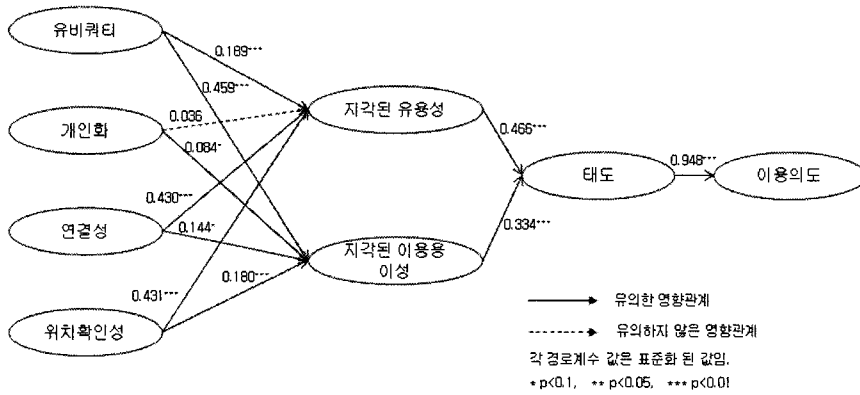 유비쿼티
0.189***
0.459***
지각된 유용성
개인화
0.036
0.084*
0.466***
태도
0.948***
이용의도
0.430***
연결성
0.144*
0.334***
지각된 이용용
이성
0.431***
0.180***
위치확인성
유의한 영향관계
유의하지 않은 영향관계
각 경로계수 값은 표준화 된 값임.
* p<0.1, ** p<0.05, *** p<0.01